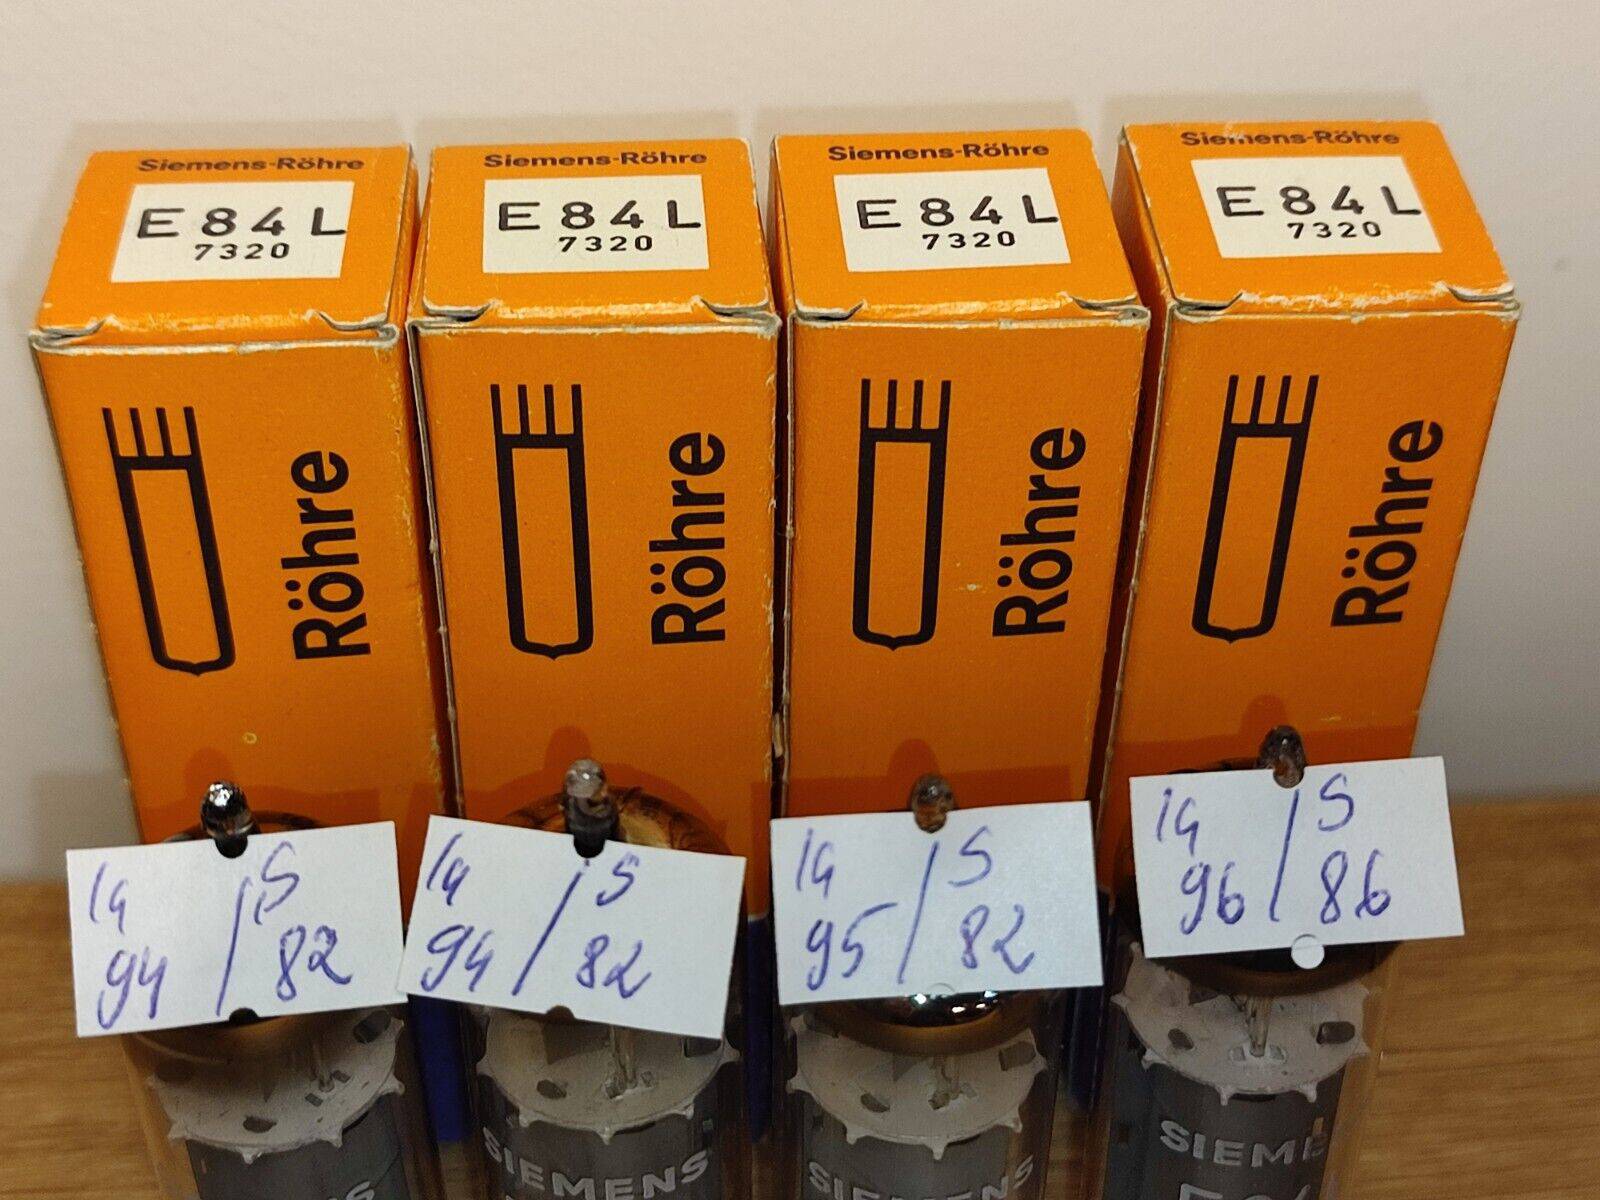 Siemens-Röhre
E84L
7320
Röhre
Siemens-Röhre
E84L
7320
Röhre
Siemens-Röhre
E84L
7320
Röhre
Siemens-Röhre
E84L
7320
Röhre
Ia / S
94 / 82
Ia / S
94 / 82
Ia / S
95 / 82
Ia / S
96 / 86
SIEMENS
SIEMENS